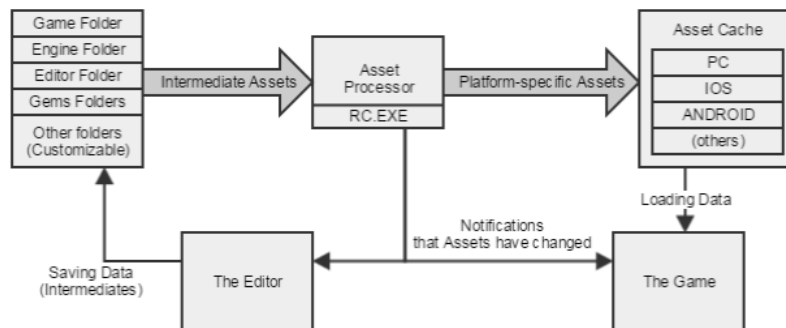 Game Folder
Engine Folder
Editor Folder
Gems Folders
Other folders
(Customizable)
Intermediate Assets
Asset
Processor
RC.EXE
Platform-specific Assets
Asset Cache
PC
IOS
ANDROID
(others)
Loading Data
Notifications
that Assets have changed
Saving Data
(Intermediates)
The Editor
The Game